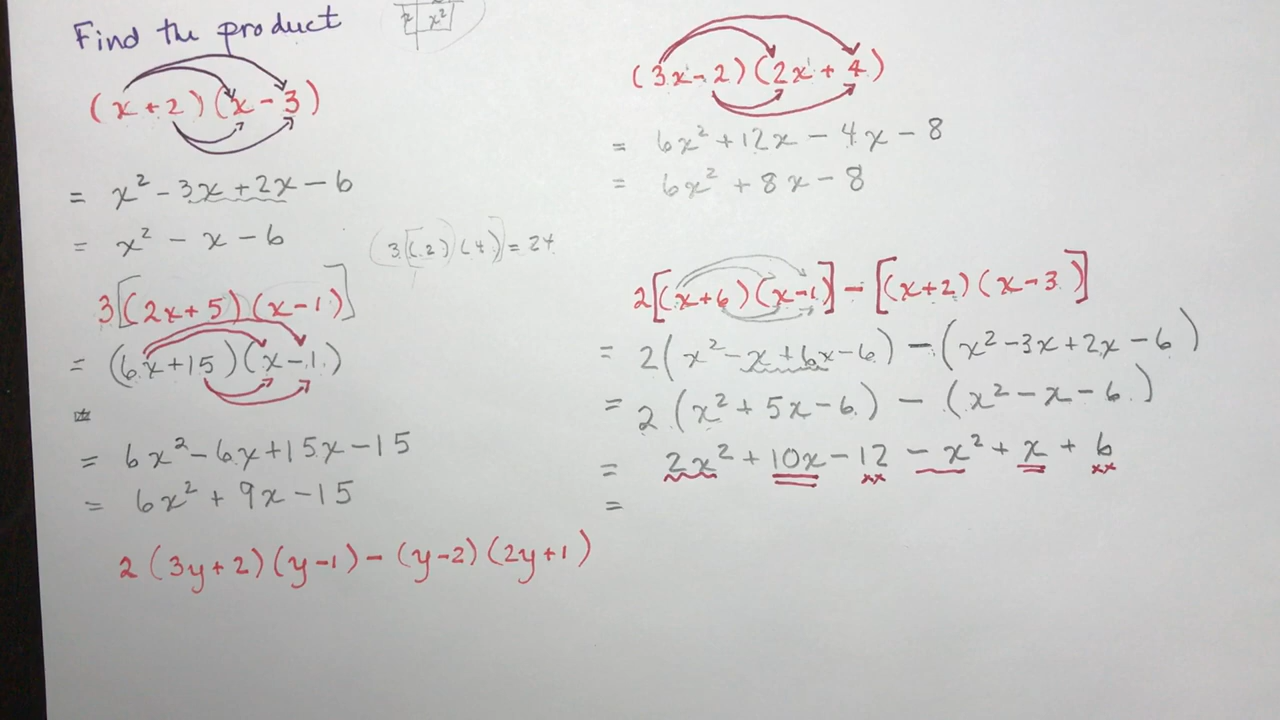 Find the product
x²
(x+2)(x-3)
= x² - 3x + 2x - 6
= x² - x - 6
3[(2)(4)] = 24
3[(2x+5)(x-1)]
= (6x+15)(x-1)
= 6x² - 6x + 15x - 15
= 6x² + 9x - 15
2(3y+2)(y-1) - (y-2)(2y+1)
(3x-2)(2x+4)
= 6x² + 12x - 4x - 8
= 6x² + 8x - 8
2[(x+6)(x-1)] - [(x+2)(x-3)]
= 2(x² - x + 6x - 6) - (x² - 3x + 2x - 6)
= 2(x² + 5x - 6) - (x² - x - 6)
= 2x² + 10x - 12 - x² + x + 6
=